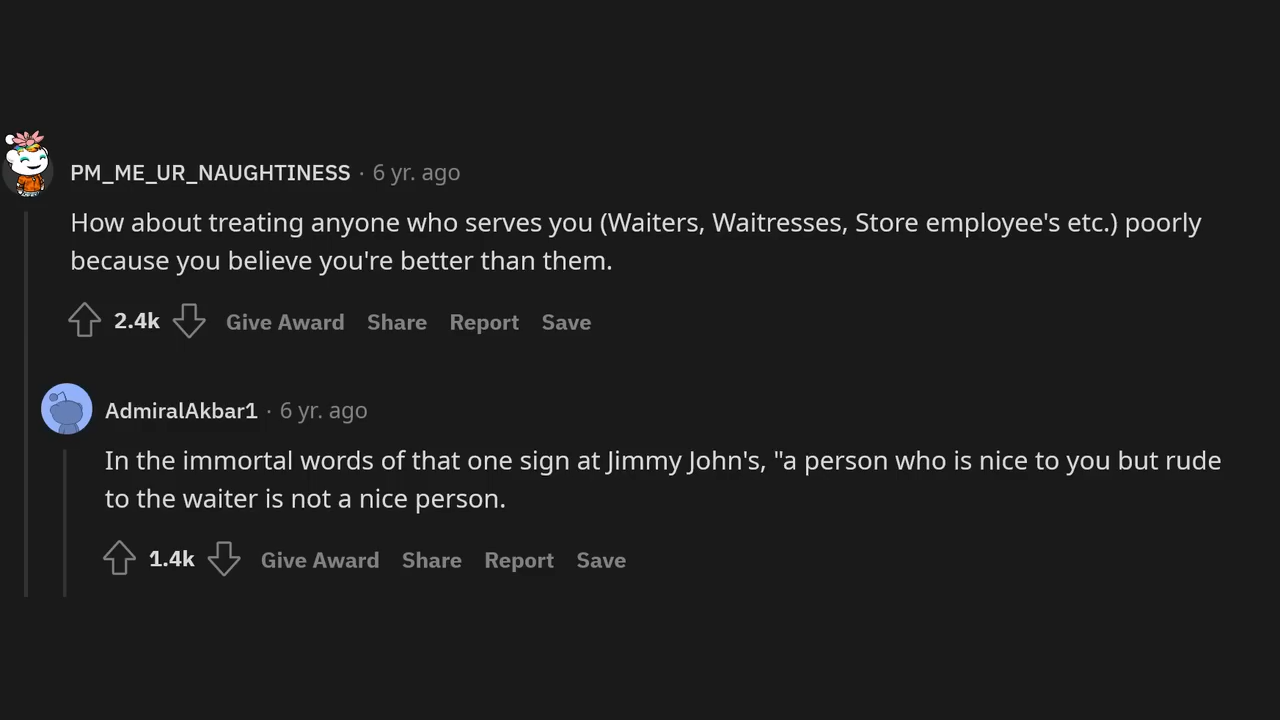 PM_ME_UR_NAUGHTINESS · 6 yr. ago
How about treating anyone who serves you (Waiters, Waitresses, Store employee's etc.) poorly
because you believe you're better than them.
2.4k Give Award Share Report Save
AdmiralAkbar1 · 6 yr. ago
In the immortal words of that one sign at Jimmy John's, "a person who is nice to you but rude
to the waiter is not a nice person.
1.4k Give Award Share Report Save